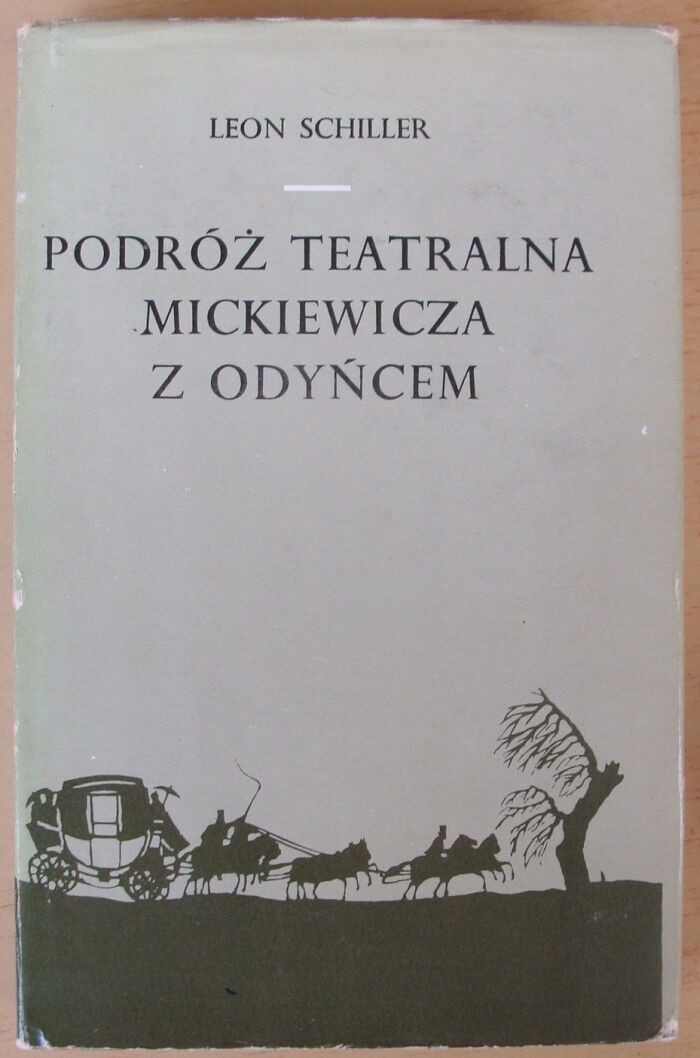 LEON SCHILLER
PODRÓŻ TEATRALNA
MICKIEWICZA
Z ODYŃCEM